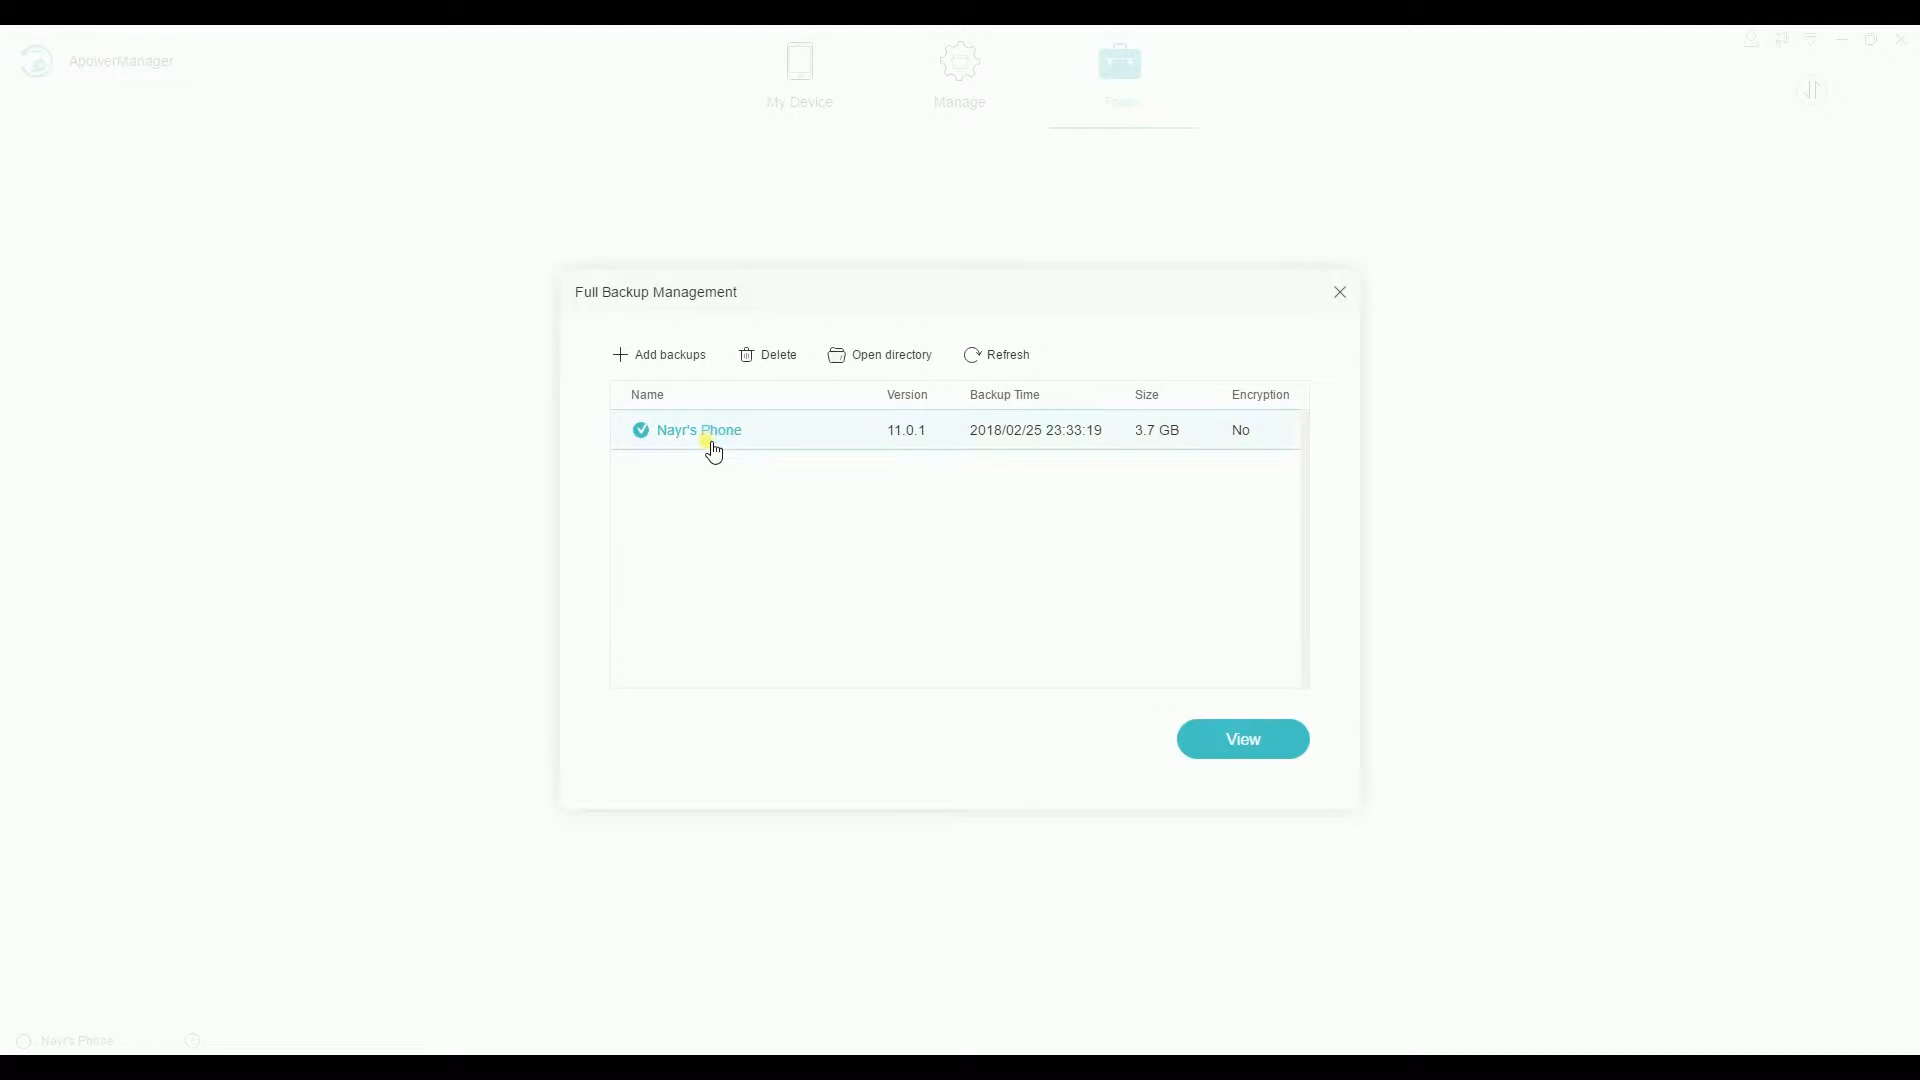 ApowerManager
My Device
Manage
Full Backup Management
Add backups
Delete
Open directory
Refresh
Name
Version
Backup Time
Size
Encryption
Nayr's Phone
11.0.1
2018/02/25 23:33:19
3.7 GB
No
View
Nayr's Phone